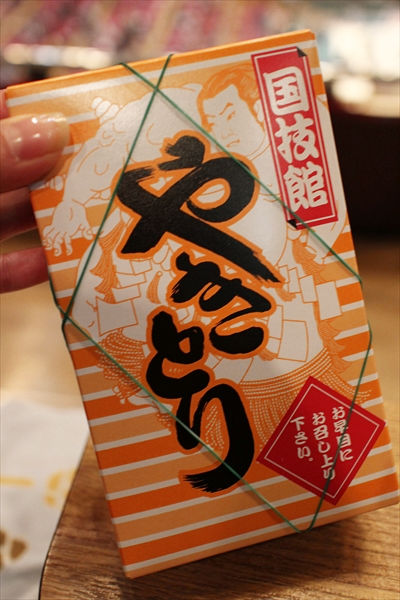 国技館
やきとり
お早目に
お召し上り
下さい。